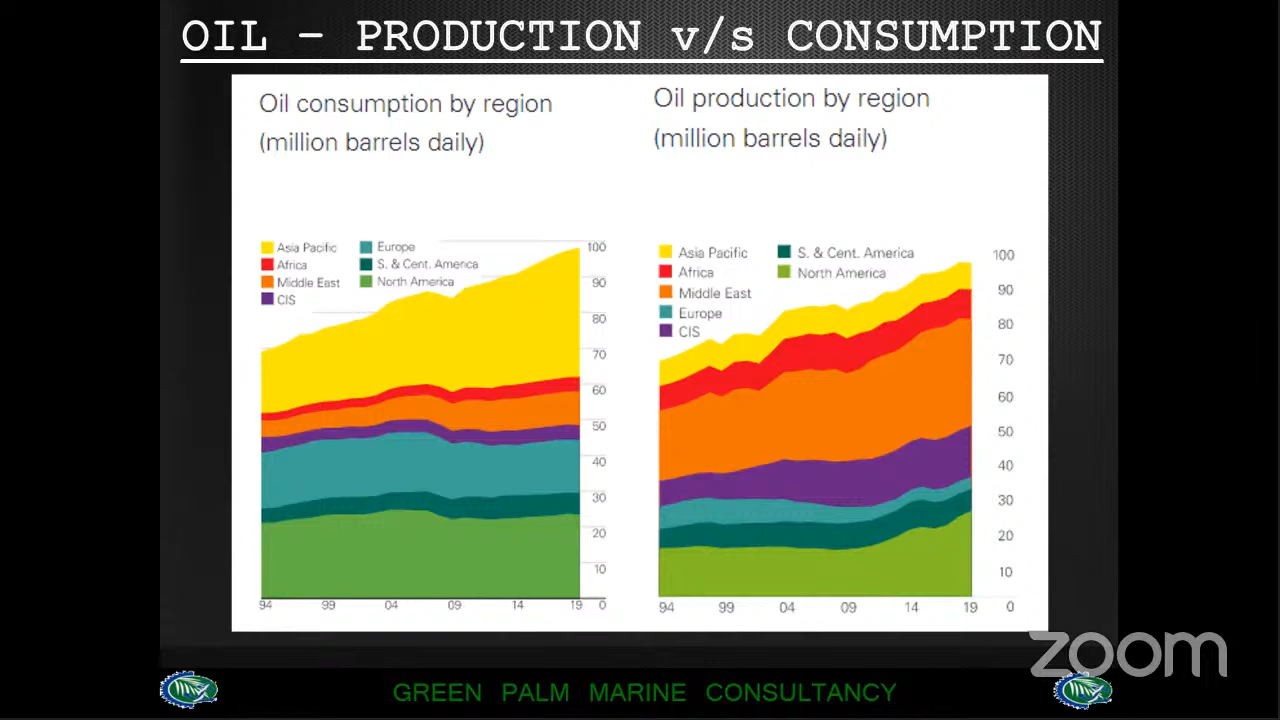 OIL – PRODUCTION v/s CONSUMPTION
Oil consumption by region
(million barrels daily)
Asia Pacific
Africa
Middle East
CIS
Europe
S. & Cent. America
North America
100
90
80
70
60
50
40
30
20
10
0
94 99 04 09 14 19
Oil production by region
(million barrels daily)
Asia Pacific
Africa
Middle East
Europe
CIS
S. & Cent. America
North America
100
90
80
70
60
50
40
30
20
10
0
94 99 04 09 14 19
zoom
GREEN PALM MARINE CONSULTANCY